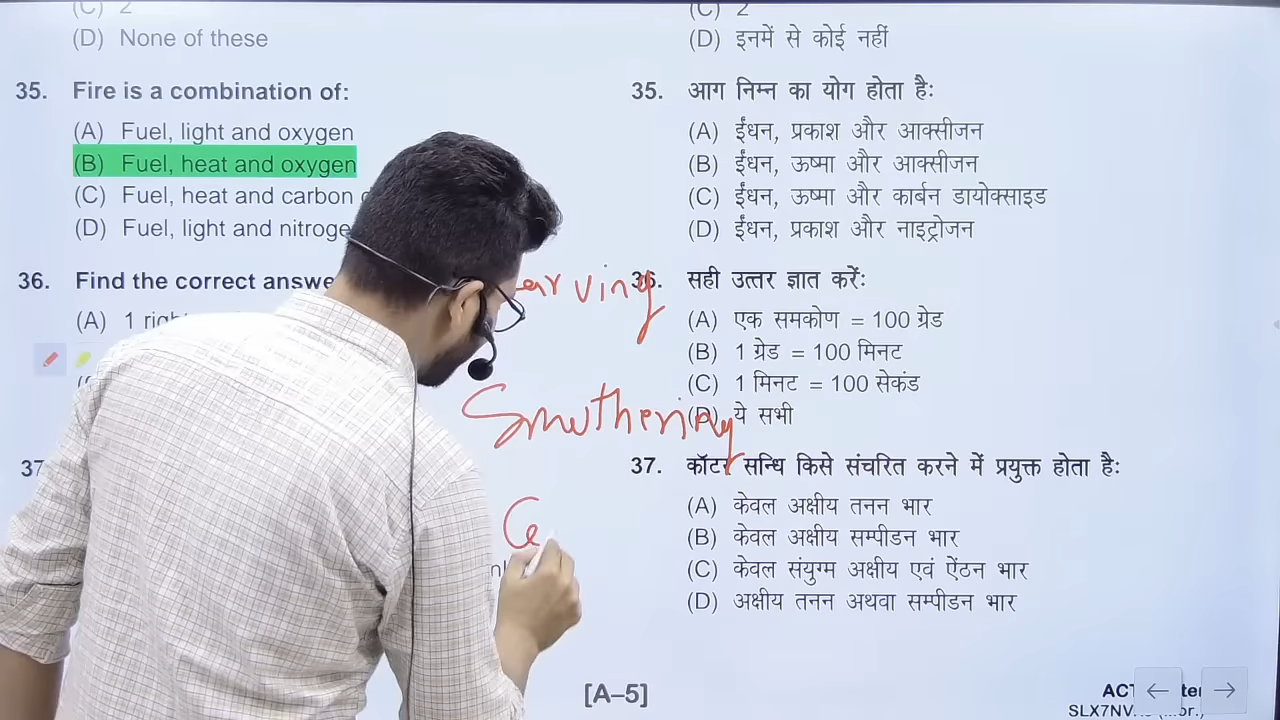 (C) 2
(D) None of these
35. Fire is a combination of:
(A) Fuel, light and oxygen
(B) Fuel, heat and oxygen
(C) Fuel, heat and carbon
(D) Fuel, light and
36. Find the correct
(A) 1
37
(C) 2
(D) इनमें से कोई नहीं
35. आग निम्न का योग होता है:
(A) ईंधन, प्रकाश और आक्सीजन
(B) ईंधन, ऊष्मा और आक्सीजन
(C) ईंधन, ऊष्मा और कार्बन डायोक्साइड
(D) ईंधन, प्रकाश और नाइट्रोजन
36. सही उत्तर ज्ञात करें:
(A) एक समकोण = 100 ग्रेड
(B) 1 ग्रेड = 100 मिनट
(C) 1 मिनट = 100 सेकंड
(D) ये सभी
37. कॉटर सन्धि किसे संचरित करने में प्रयुक्त होता है:
(A) केवल अक्षीय तनन भार
(B) केवल अक्षीय सम्पीडन भार
(C) केवल संयुग्म अक्षीय एवं ऐंठन भार
(D) अक्षीय तनन अथवा सम्पीडन भार
Smuthering
[A–5]